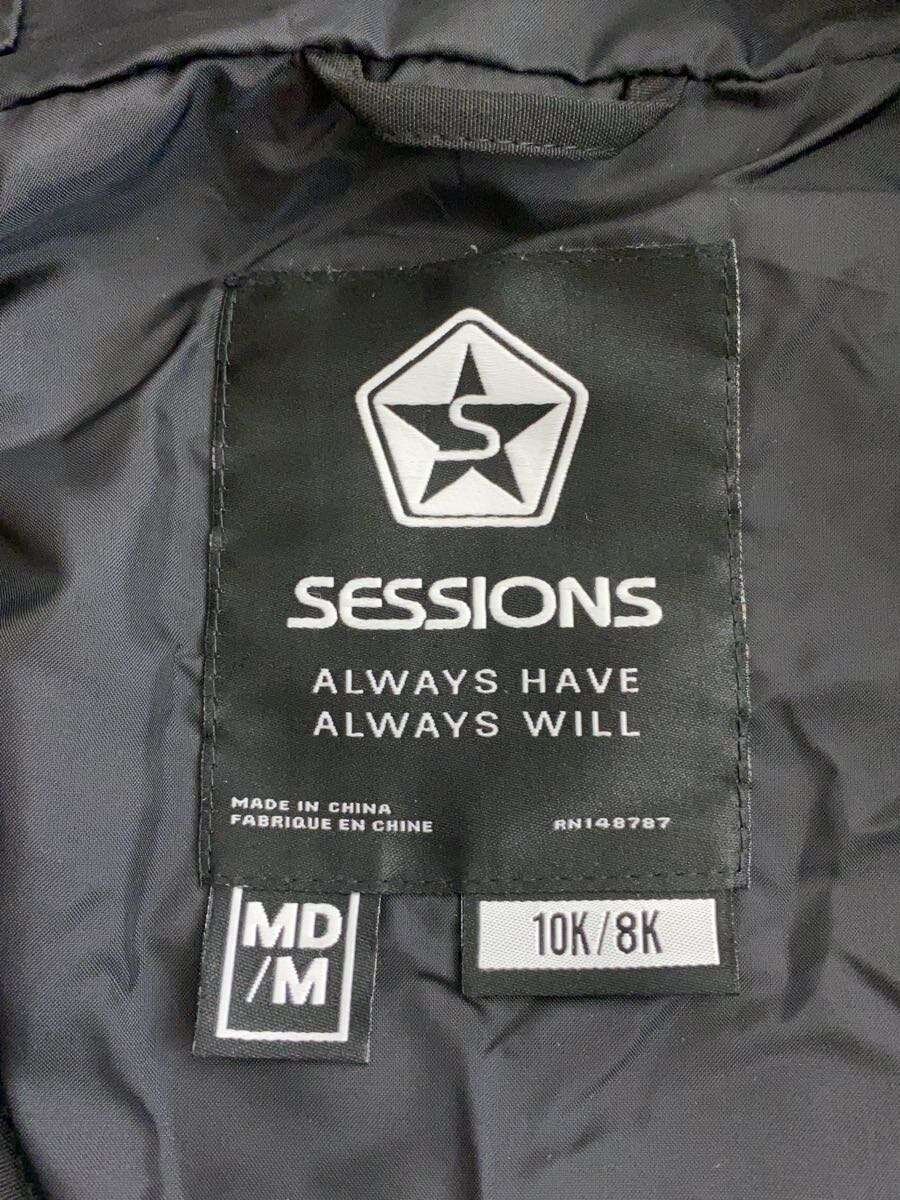 S
SESSIONS
ALWAYS HAVE
ALWAYS WILL
MADE IN CHINA
FABRIQUE EN CHINE
RN148787
MD
/M
10K/8K